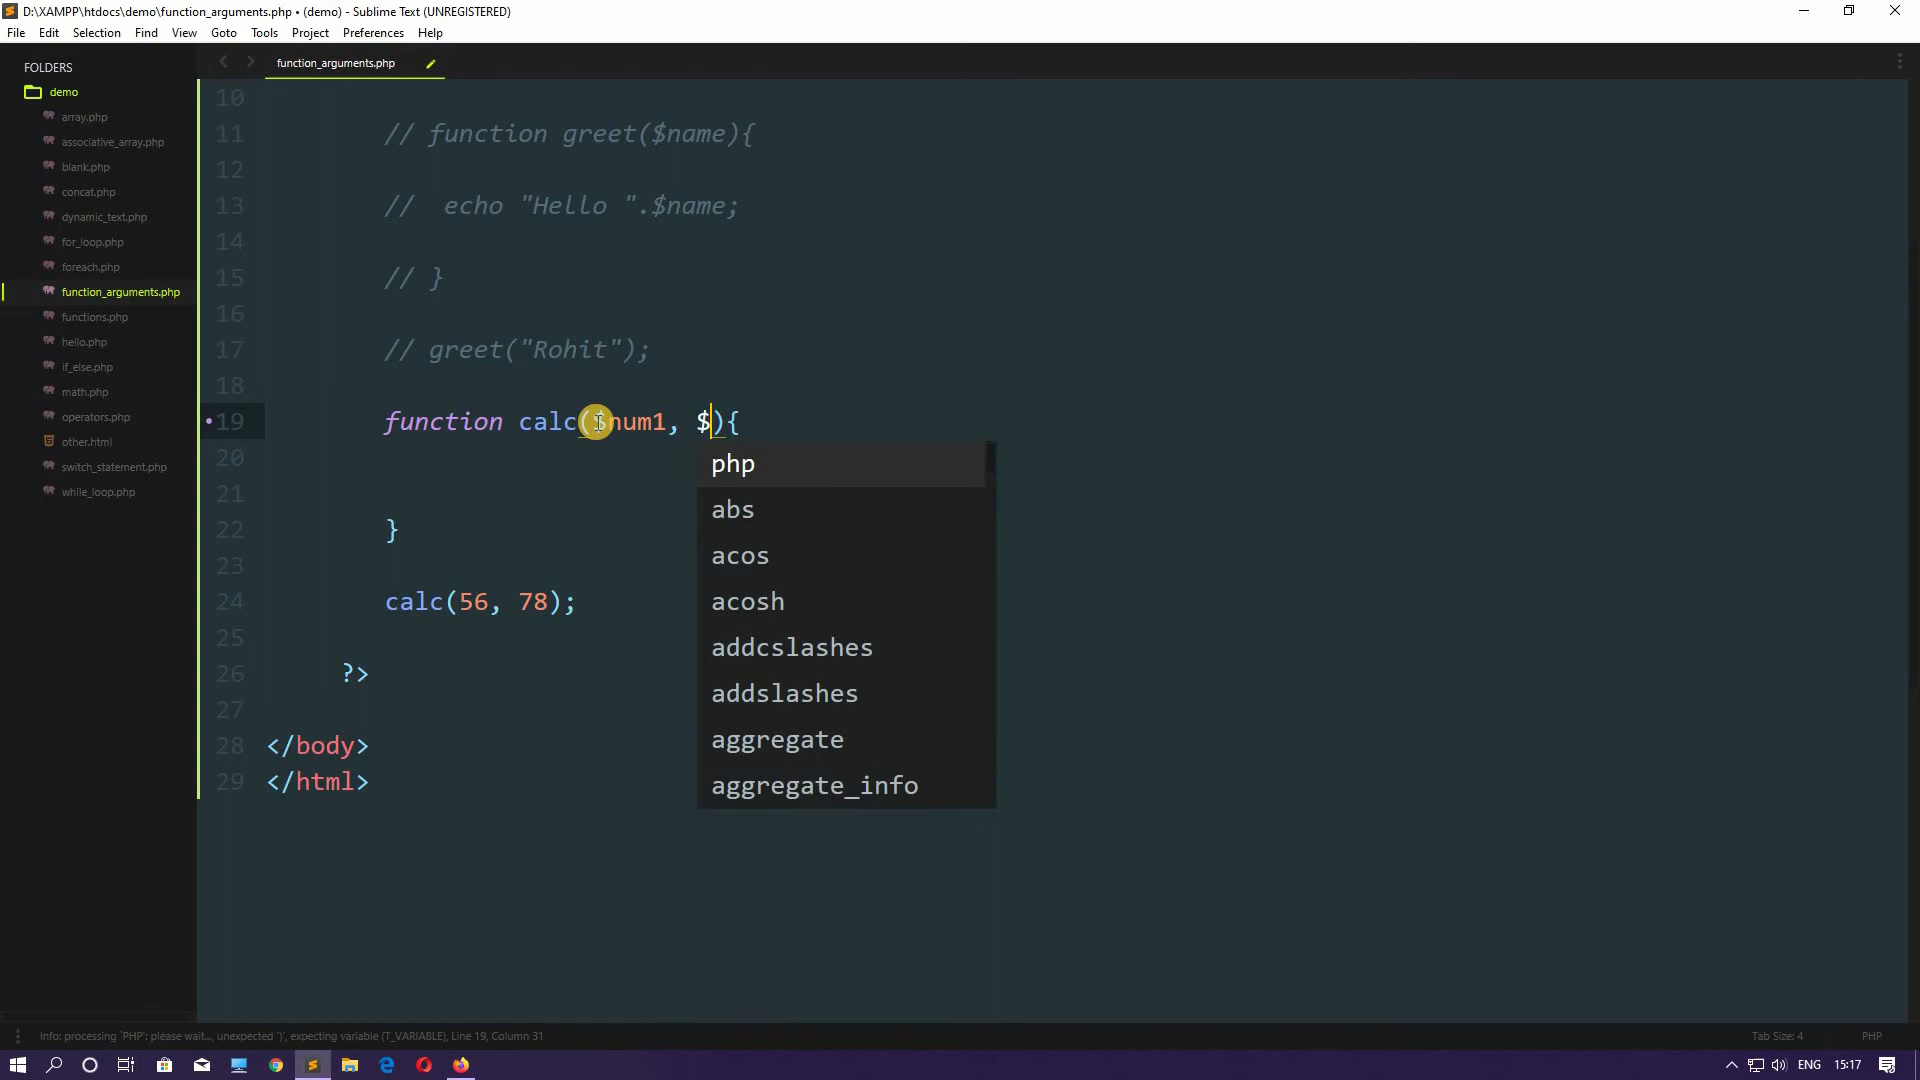 D:\XAMPP\htdocs\demo\function_arguments.php • (demo) - Sublime Text (UNREGISTERED)
File Edit Selection Find View Goto Tools Project Preferences Help
FOLDERS
demo
array.php
associative_array.php
blank.php
concat.php
dynamic_text.php
for_loop.php
foreach.php
function_arguments.php
functions.php
hello.php
if_else.php
math.php
operators.php
other.html
switch_statement.php
while_loop.php
function_arguments.php
10
11 // function greet($name){
12
13 //  echo "Hello ".$name;
14
15 // }
16
17 // greet("Rohit");
18
19 function calc($num1, $){
20
21
22 }
23
24 calc(56, 78);
25
26 ?>
27
28 </body>
29 </html>
php
abs
acos
acosh
addcslashes
addslashes
aggregate
aggregate_info
Info: processing `PHP': please wait..., unexpected ')', expecting variable (T_VARIABLE), Line 19, Column 31
Tab Size: 4 PHP
ENG 15:17